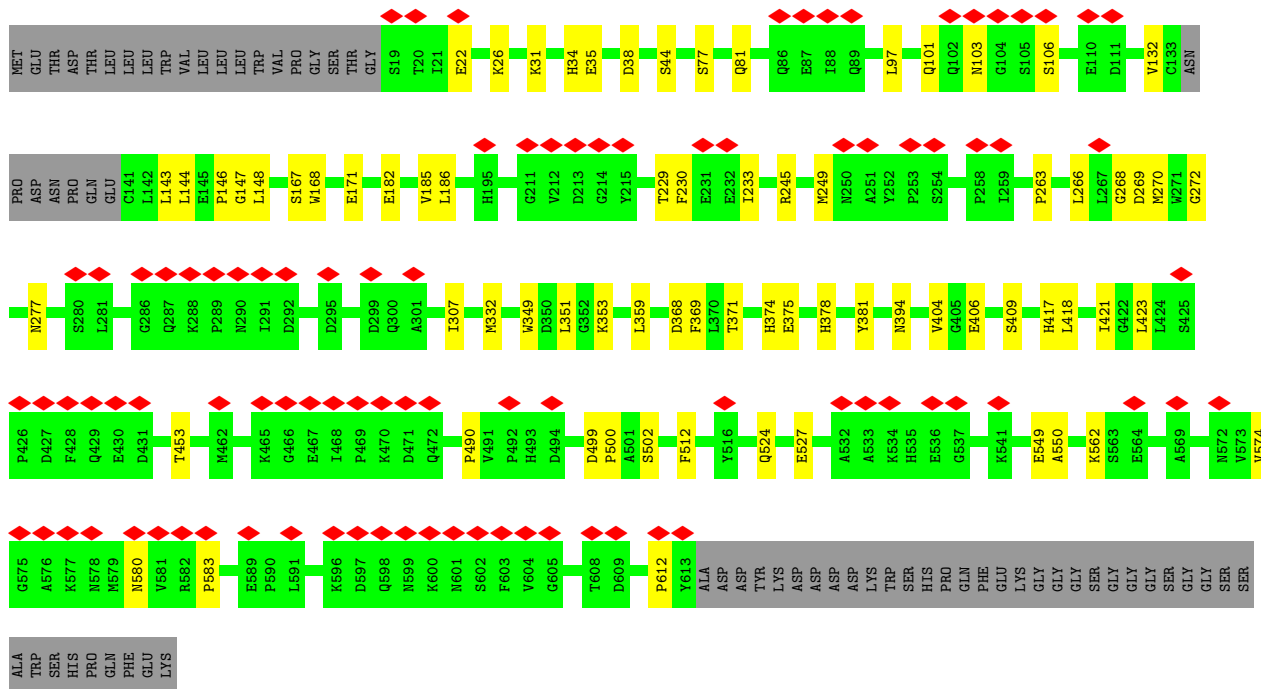 MET GLU THR ASP THR LEU LEU LEU TRP VAL LEU LEU LEU TRP VAL PRO GLY SER THR GLY S19 T20 I21 E22 K26 K31 H34 E35 D38 S44 S77 Q81 Q86 E87 I88 Q89 L97 Q101 Q102 N103 G104 S105 S106 E110 D111 V132 C133 ASN
PRO ASP ASN PRO GLN GLU C141 L142 L143 L144 E145 P146 G147 L148 S167 W168 E171 E182 V185 L186 H195 G211 V212 D213 G214 Y215 T229 F230 E231 E232 I233 R245 M249 N250 A251 Y252 P253 S254 P258 I259 P263 L266 L267 G268 D269 M270 W271 G272
N277 S280 L281 G286 Q287 K288 P289 N290 I291 D292 D295 D299 Q300 A301 I307 M332 W349 D350 L351 G352 K353 L359 D368 F369 L370 T371 H374 E375 H378 Y381 N394 V404 G405 E406 S409 H417 L418 I421 G422 L423 L424 S425
P426 D427 F428 Q429 E430 D431 T453 M462 K465 G466 E467 I468 P469 K470 D471 Q472 P490 V491 P492 H493 D494 D499 P500 A501 S502 F512 Y516 Q524 E527 A532 A533 K534 H535 E536 G537 K541 E549 A550 K562 S563 E564 A569 N572 V573 V574
G575 A576 K577 N578 M579 N580 V581 R582 P583 E589 P590 L591 K596 D597 Q598 N599 K600 N601 S602 F603 V604 G605 T608 D609 P612 Y613 ALA ASP ASP TYR LYS ASP ASP ASP ASP LYS TRP SER HIS PRO GLN PHE GLU LYS GLY GLY GLY SER GLY GLY GLY SER GLY GLY SER SER
ALA TRP SER HIS PRO GLN PHE GLU LYS